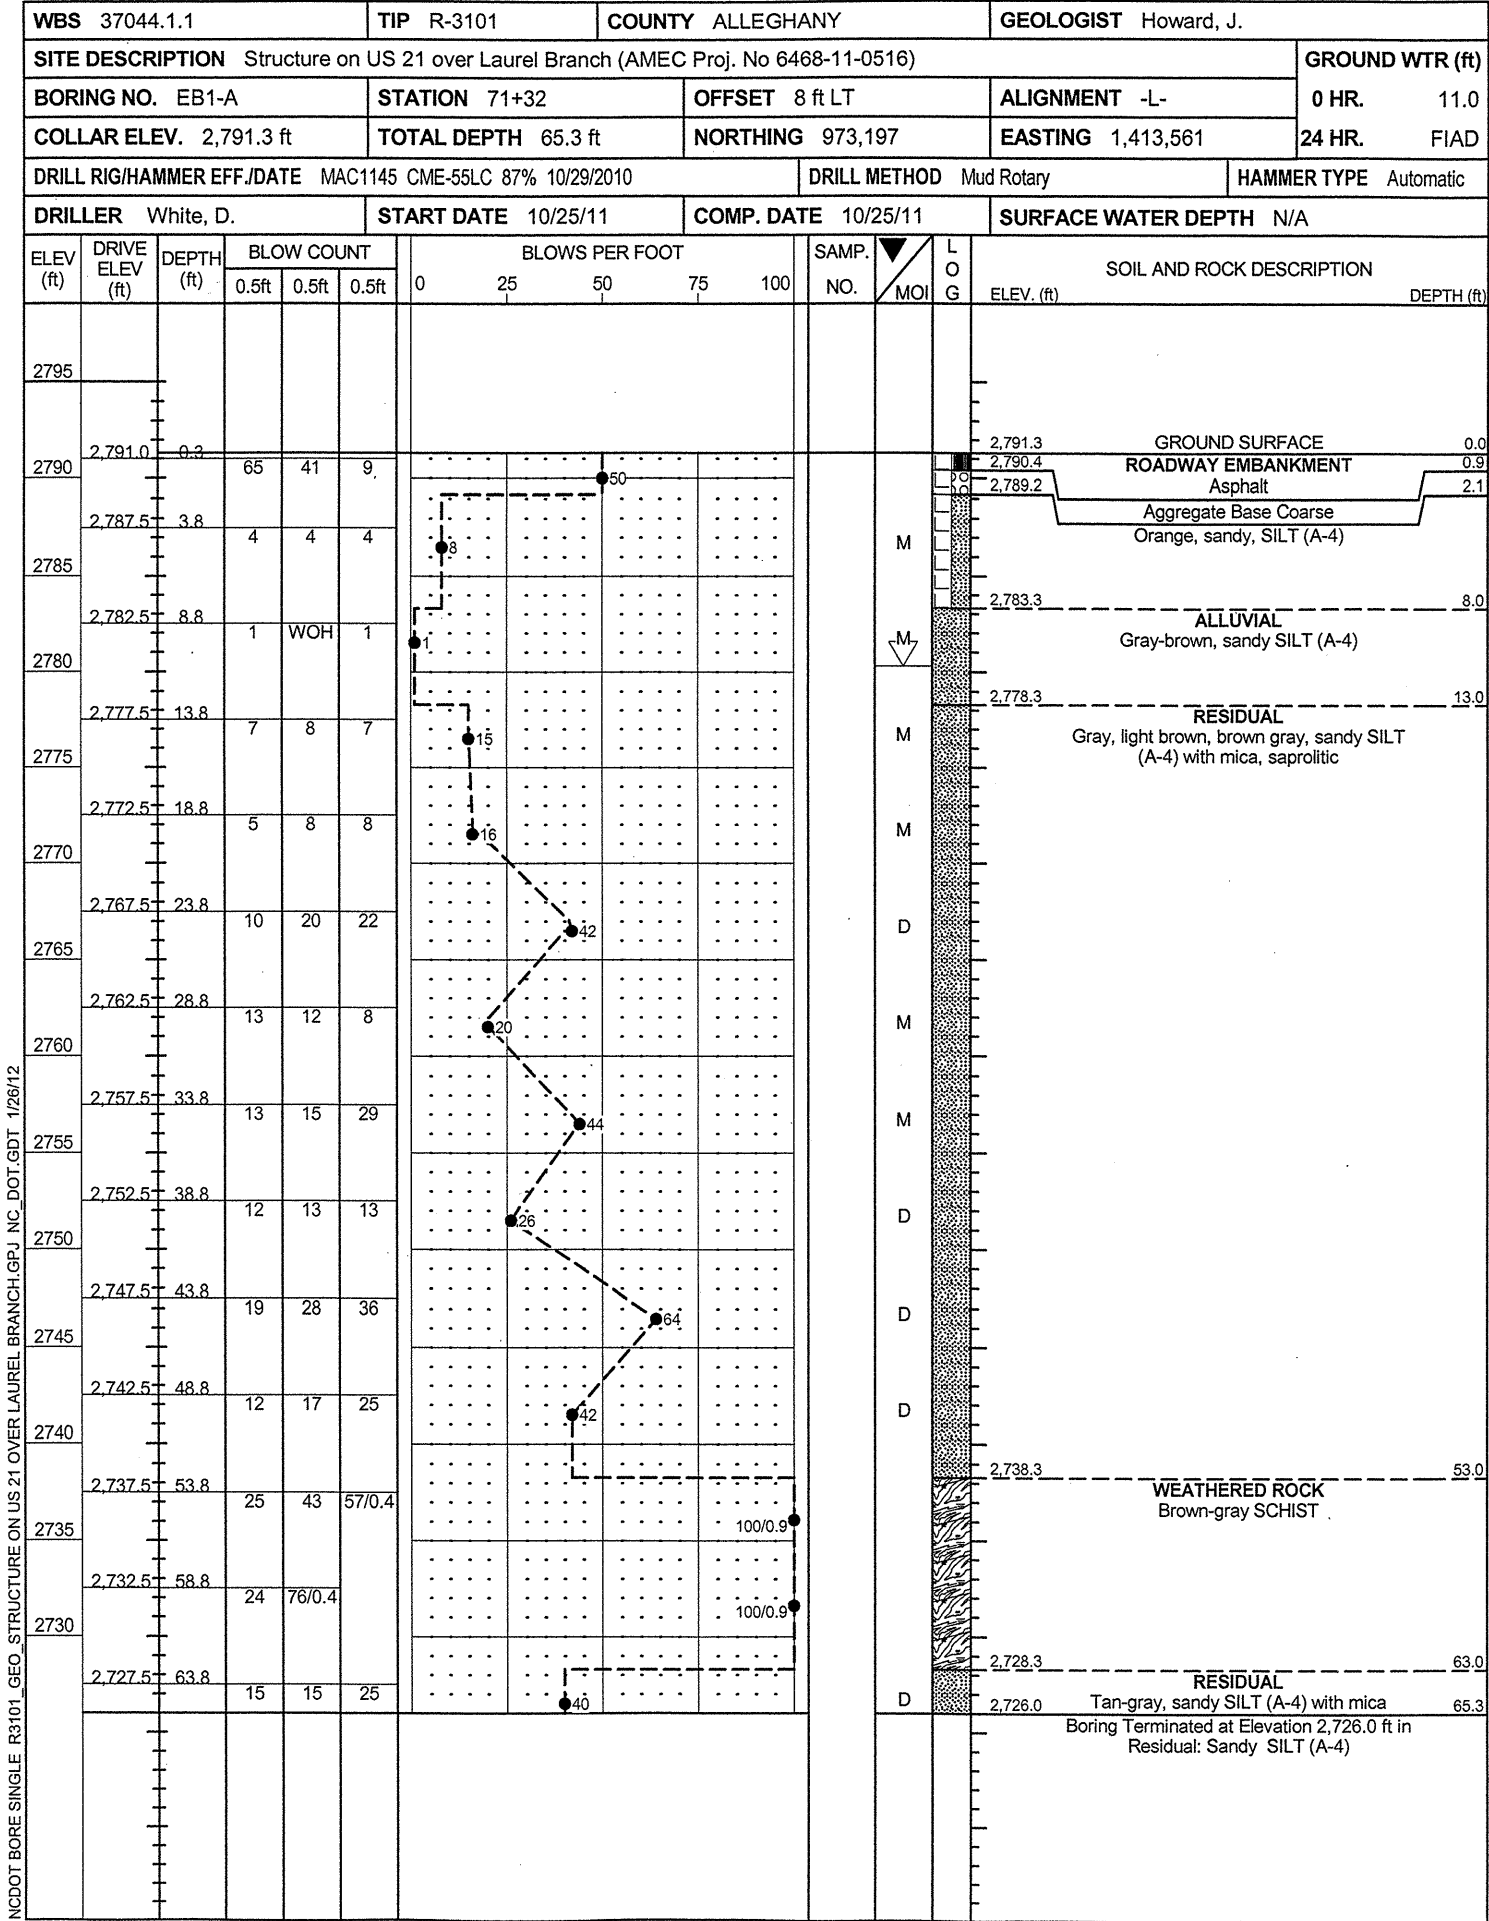 WBS 37044.1.1 TIP R-3101 COUNTY ALLEGHANY GEOLOGIST Howard, J.
SITE DESCRIPTION Structure on US 21 over Laurel Branch (AMEC Proj. No 6468-11-0516) GROUND WTR (ft)
BORING NO. EB1-A STATION 71+32 OFFSET 8 ft LT ALIGNMENT -L- 0 HR. 11.0
COLLAR ELEV. 2,791.3 ft TOTAL DEPTH 65.3 ft NORTHING 973,197 EASTING 1,413,561 24 HR. FIAD
DRILL RIG/HAMMER EFF./DATE MAC1145 CME-55LC 87% 10/29/2010 DRILL METHOD Mud Rotary HAMMER TYPE Automatic
DRILLER White, D. START DATE 10/25/11 COMP. DATE 10/25/11 SURFACE WATER DEPTH N/A
ELEV (ft) DRIVE ELEV (ft) DEPTH (ft) BLOW COUNT BLOWS PER FOOT SAMP. NO. MOI LOG SOIL AND ROCK DESCRIPTION
0.5ft 0.5ft 0.5ft 0 25 50 75 100 ELEV. (ft) DEPTH (ft)
2795
2,791.3 GROUND SURFACE 0.0
2,791.0 0.3
2790 65 41 9 50 2,790.4 ROADWAY EMBANKMENT 0.9
2,789.2 Asphalt 2.1
Aggregate Base Coarse
2,787.5 3.8
4 4 4 8 M Orange, sandy, SILT (A-4)
2785
2,783.3 8.0
2,782.5 8.8 ALLUVIAL
1 WOH 1 1 M Gray-brown, sandy SILT (A-4)
2780
2,778.3 13.0
2,777.5 13.8 RESIDUAL
7 8 7 15 M Gray, light brown, brown gray, sandy SILT
(A-4) with mica, saprolitic
2775
2,772.5 18.8
5 8 8 16 M
2770
2,767.5 23.8
10 20 22 42 D
2765
2,762.5 28.8
13 12 8 20 M
2760
2,757.5 33.8
13 15 29 44 M
2755
2,752.5 38.8
12 13 13 26 D
2750
2,747.5 43.8
19 28 36 64 D
2745
2,742.5 48.8
12 17 25 42 D
2740
2,738.3 53.0
2,737.5 53.8 WEATHERED ROCK
25 43 57/0.4 100/0.9 Brown-gray SCHIST
2735
2,732.5 58.8
24 76/0.4 100/0.9
2730
2,728.3 63.0
2,727.5 63.8 RESIDUAL
15 15 25 40 D 2,726.0 Tan-gray, sandy SILT (A-4) with mica 65.3
Boring Terminated at Elevation 2,726.0 ft in
Residual: Sandy SILT (A-4)
NCDOT BORE SINGLE R3101_GEO_STRUCTURE ON US 21 OVER LAUREL BRANCH.GPJ NC_DOT.GDT 1/26/12